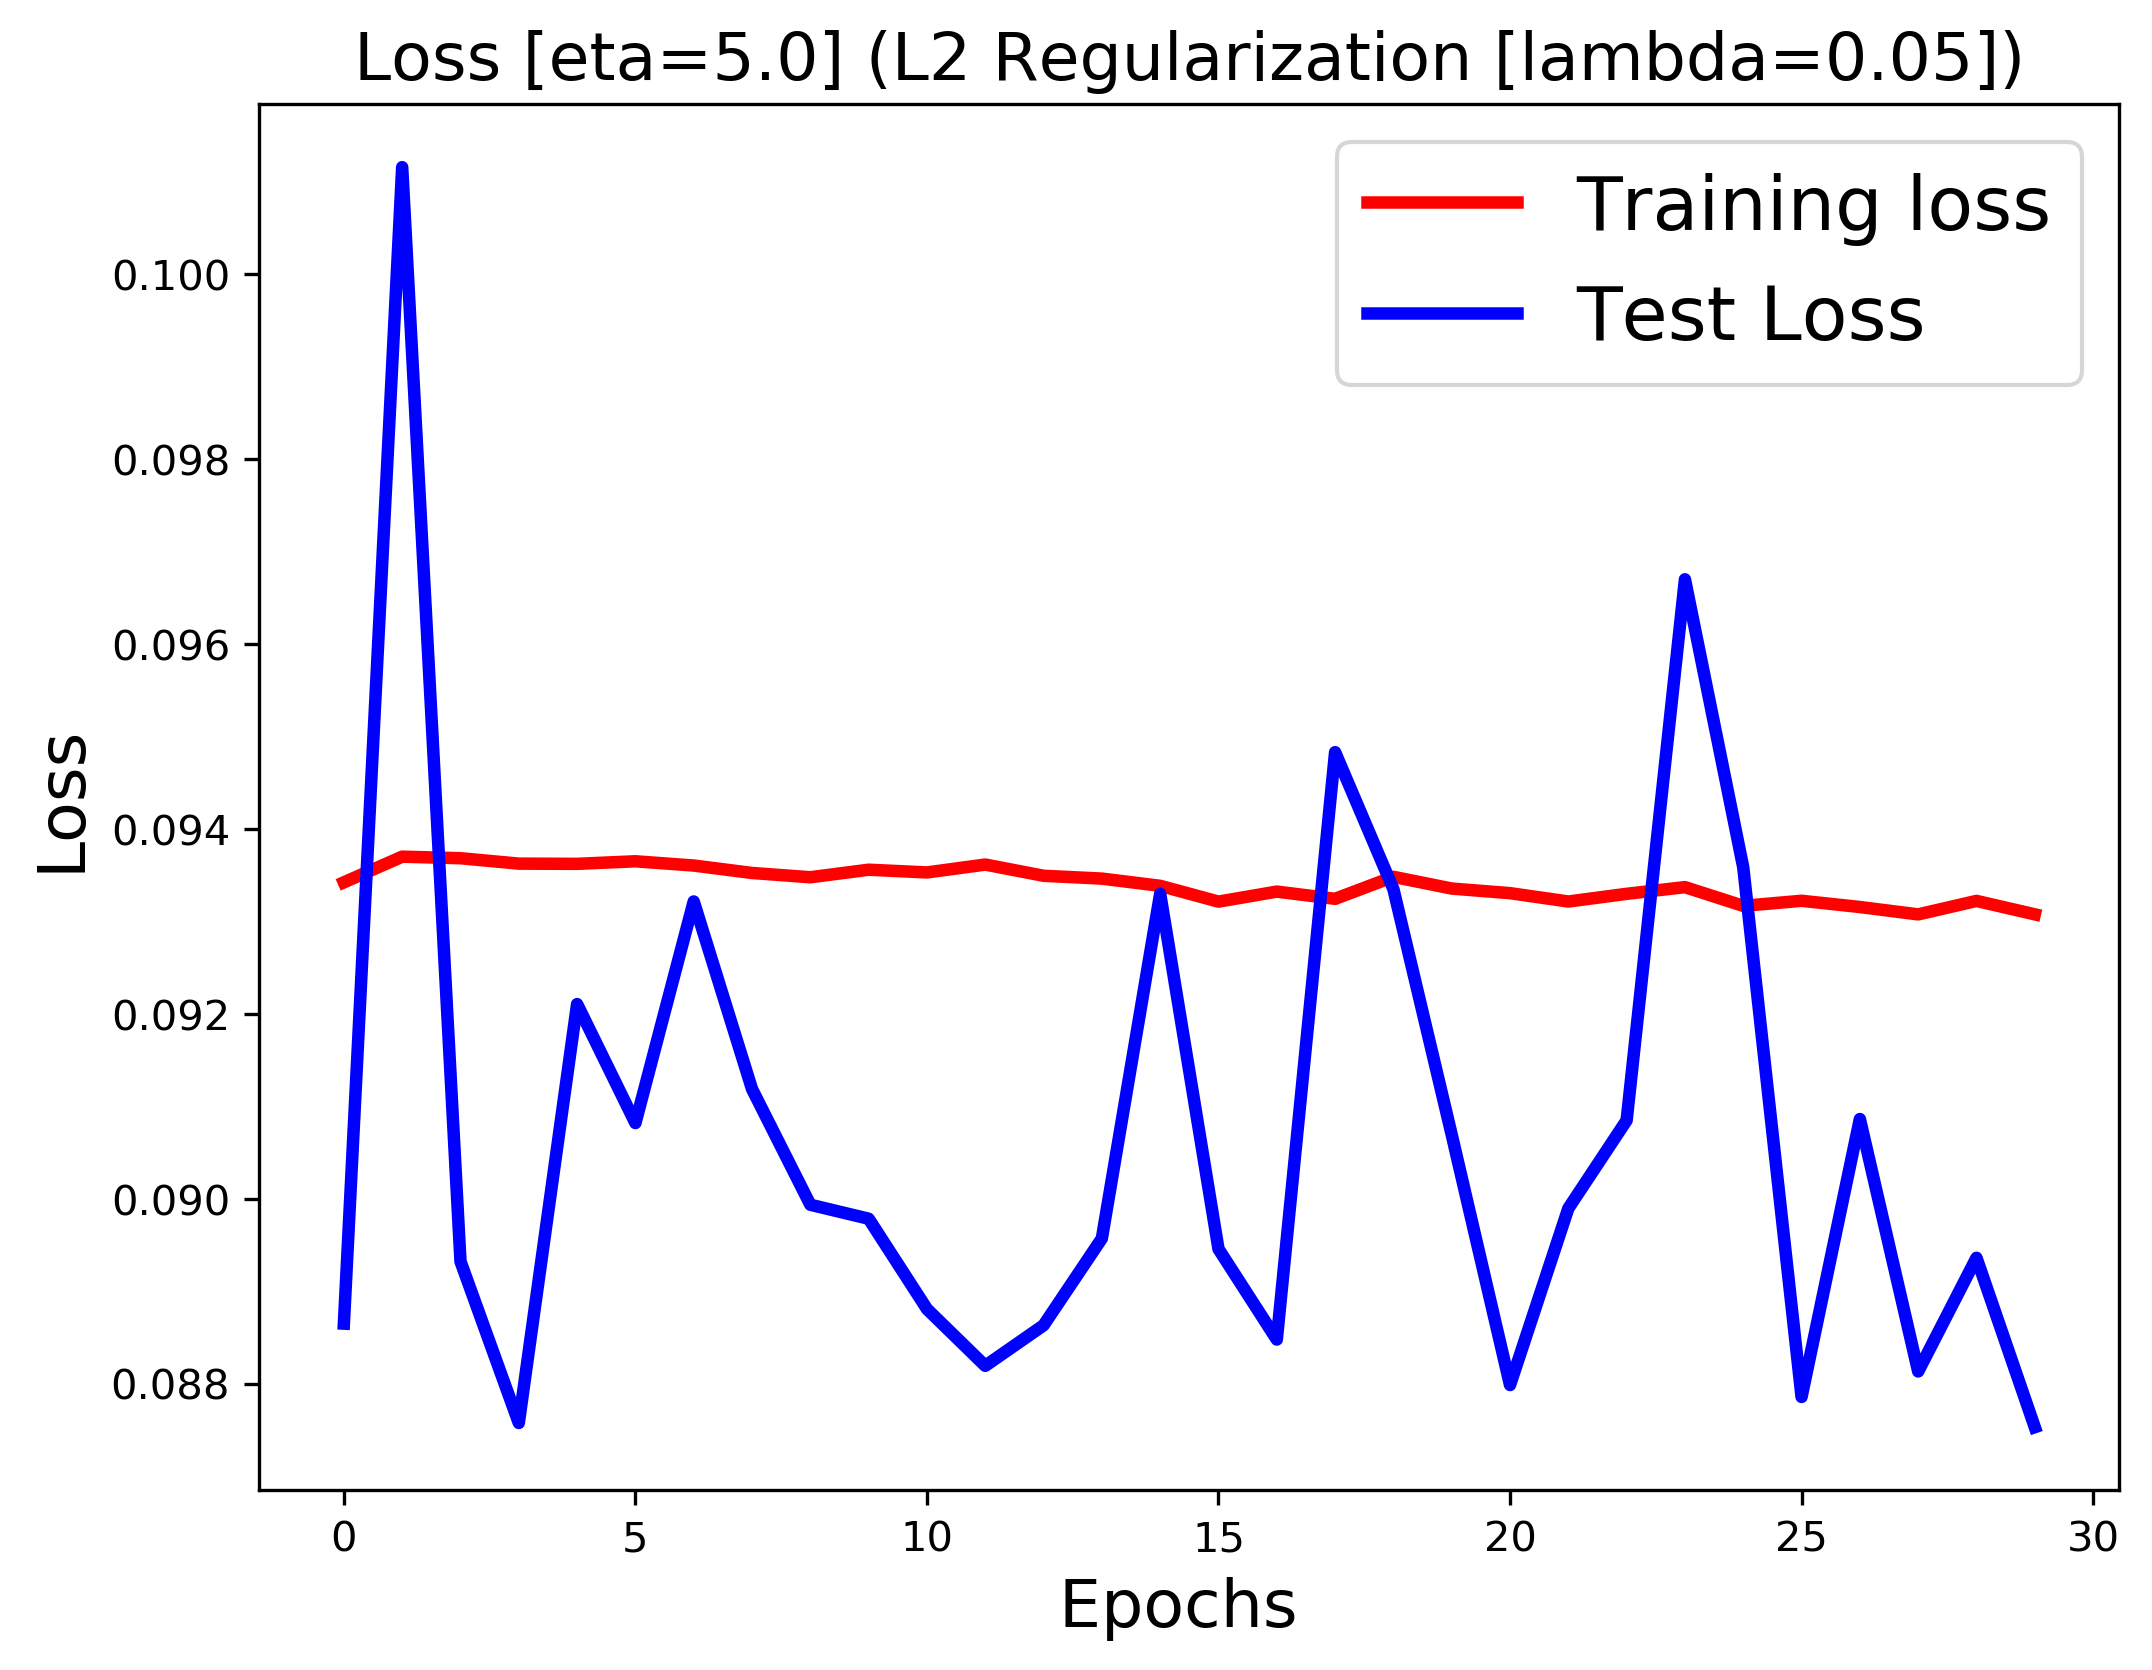 Loss [eta=5.0] (L2 Regularization [lambda=0.05])
Training loss
Test Loss
0.100
0.098
0.096
0.094
0.092
0.090
0.088
Loss
0
5
10
15
20
25
30
Epochs